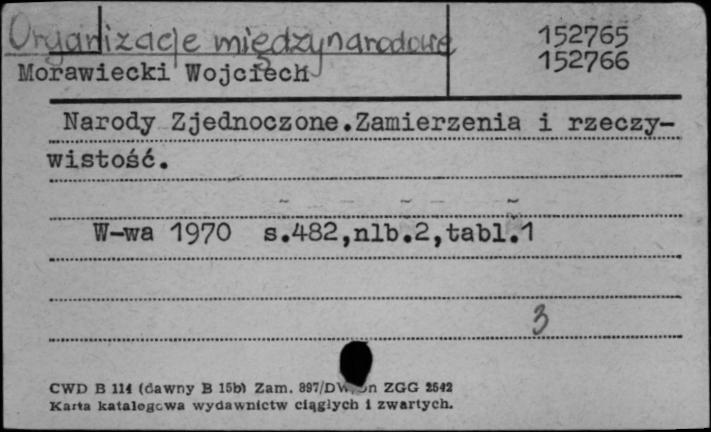 Organizacje międzynarodowe
152765
152766
Morawiecki Wojciech
Narody Zjednoczone.Zamierzenia i rzeczy-
wistość.
W-wa 1970 s.482,nlb.2,tabl.1
3
CWD B 114 (dawny B 15b) Zam. 897/DW ZGG 2542
Karta katalogowa wydawnictw ciągłych i zwartych.